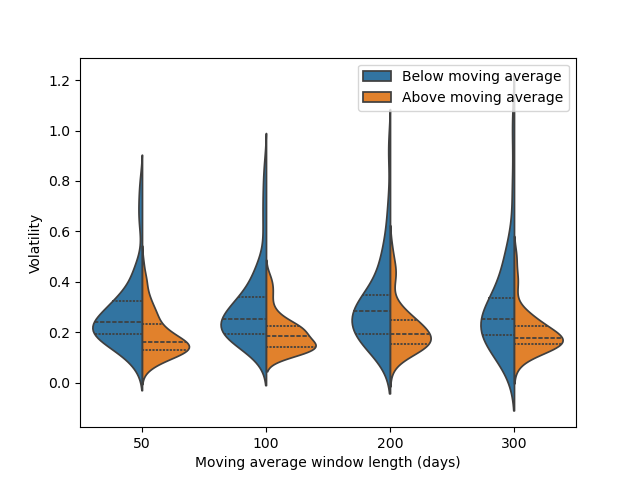 Below moving average
Above moving average
1.2
1.0
0.8
0.6
0.4
0.2
0.0
Volatility
50 100 200 300
Moving average window length (days)